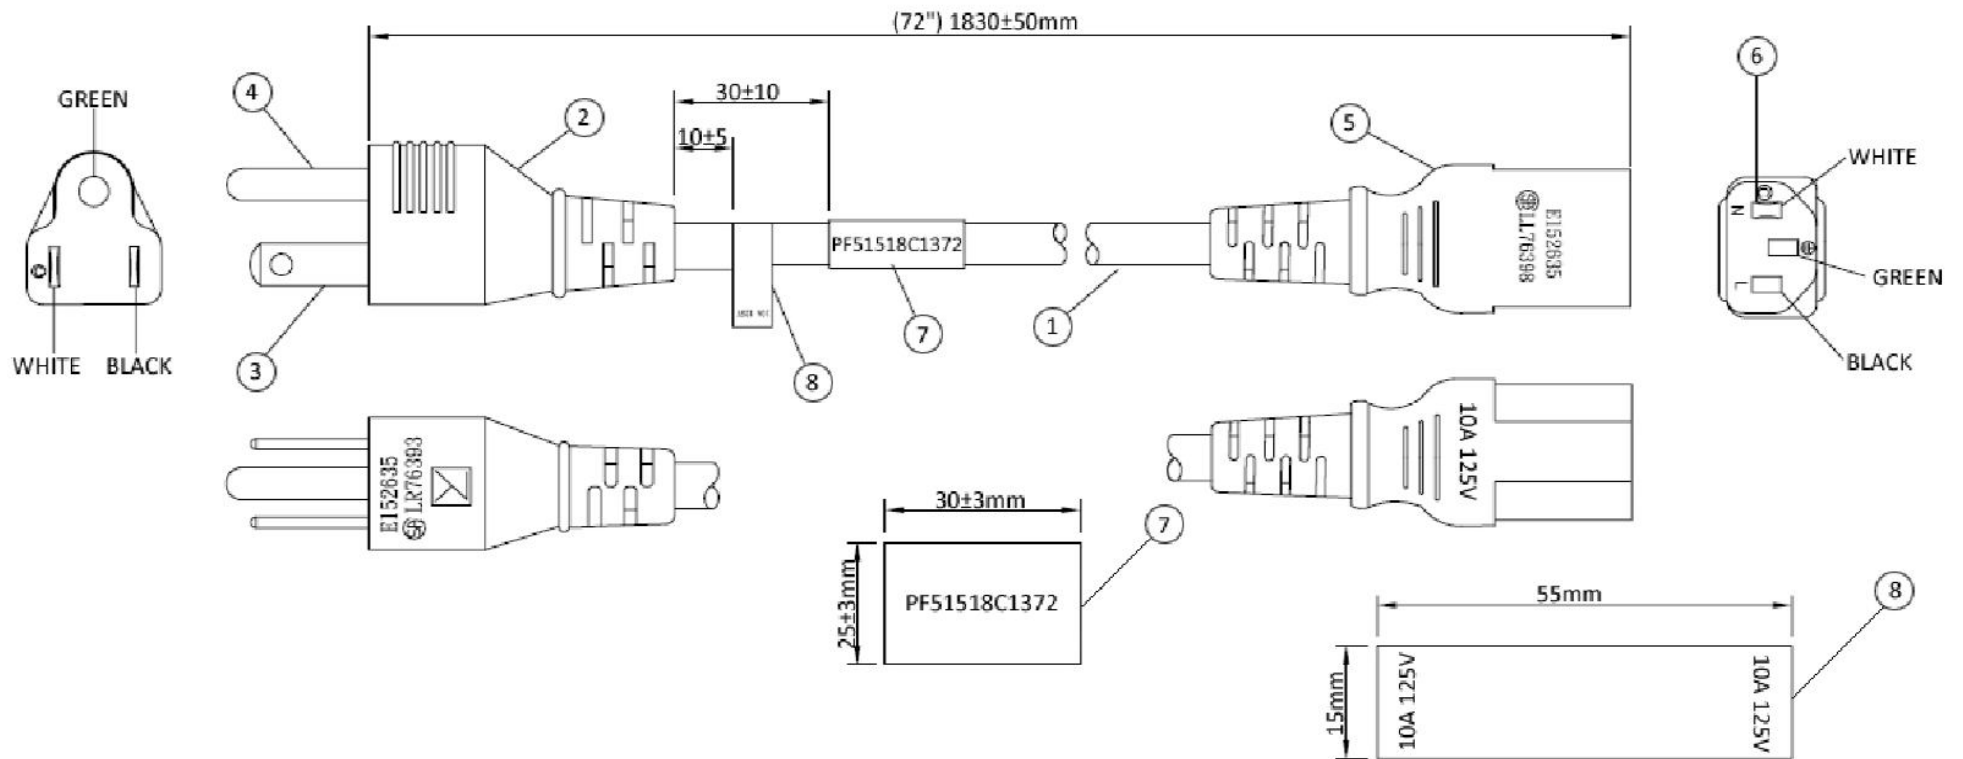 (72") 1830±50mm
GREEN
4
2
30±10
10±5
5
6
WHITE
GREEN
BLACK
N
L
E152635
LL76398
PF51518C1372
WHITE
BLACK
3
8
7
1
E152635
LR76393
10A 125V
30±3mm
25±3mm
PF51518C1372
7
55mm
15mm
10A 125V
10A 125V
8